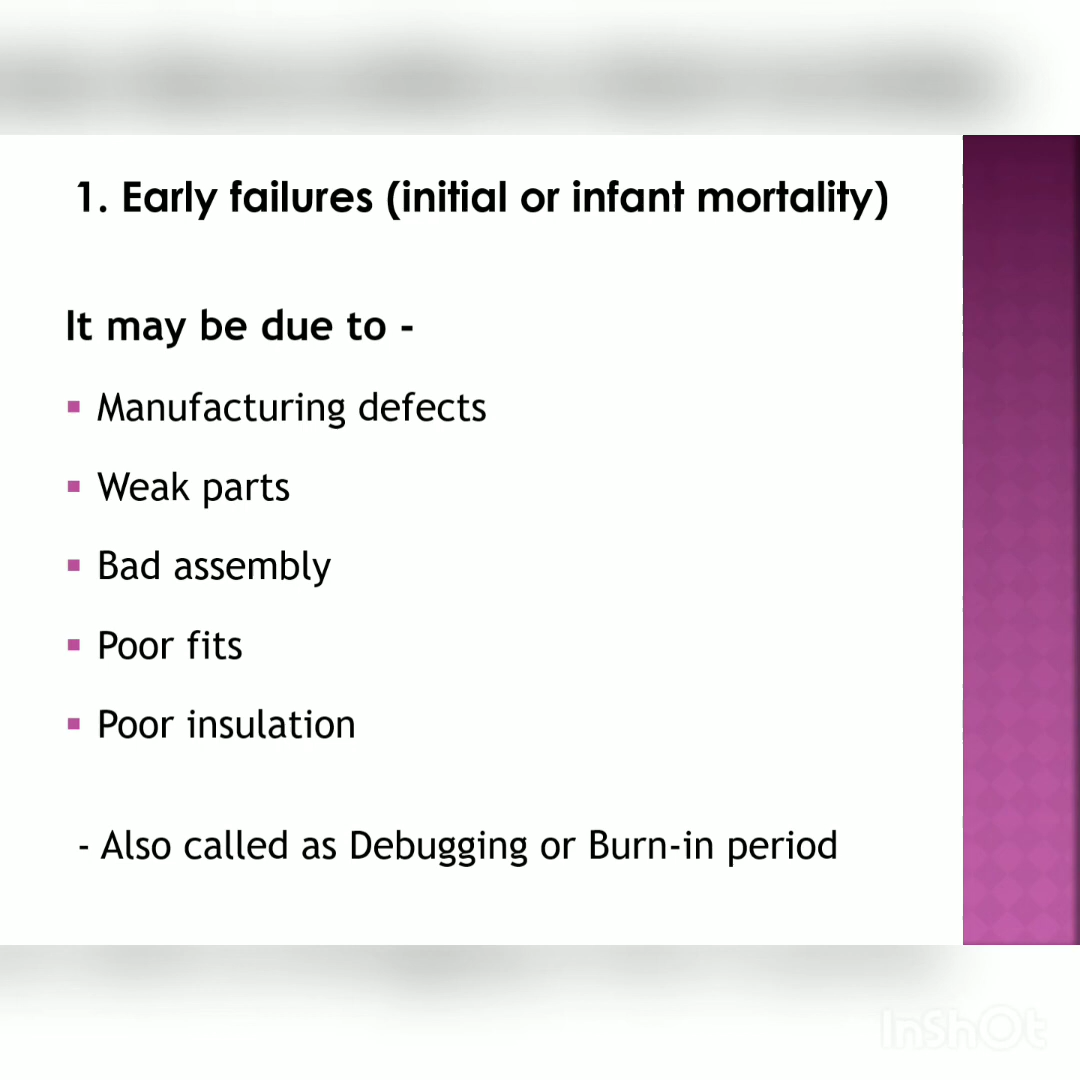 1. Early failures (initial or infant mortality)
It may be due to -
Manufacturing defects
Weak parts
Bad assembly
Poor fits
Poor insulation
- Also called as Debugging or Burn-in period
InShOt